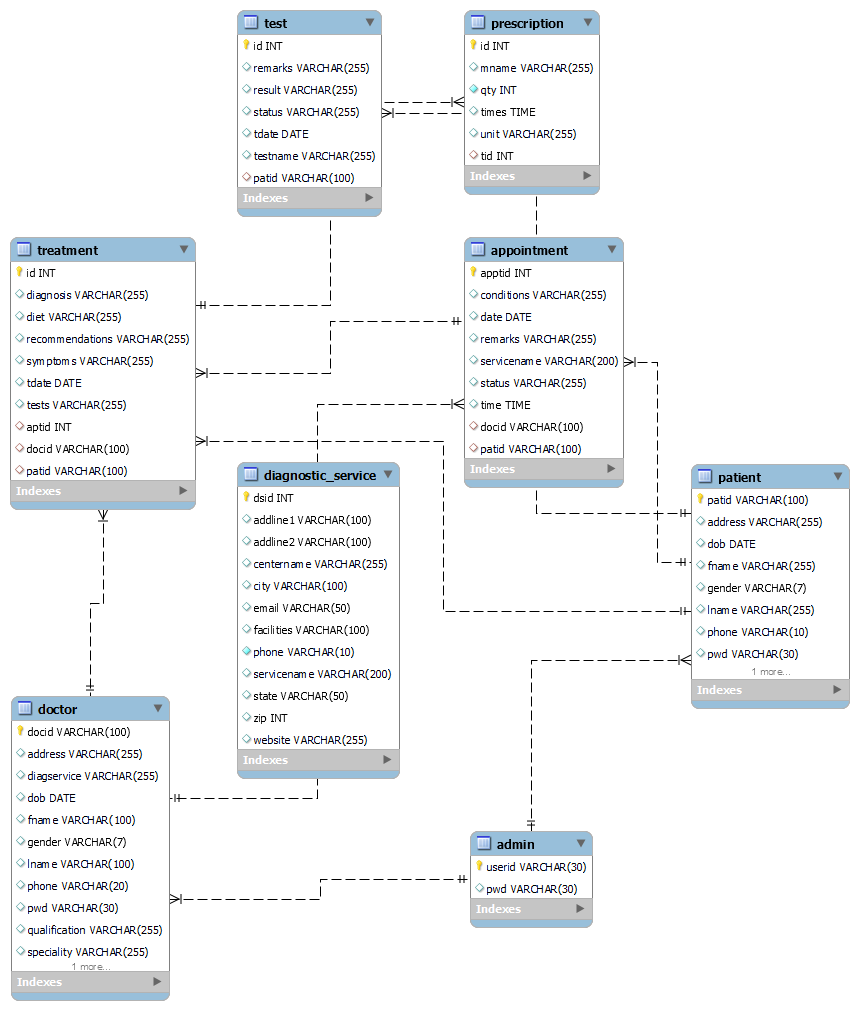 test
id INT
remarks VARCHAR(255)
result VARCHAR(255)
status VARCHAR(255)
tdate DATE
testname VARCHAR(255)
patid VARCHAR(100)
Indexes
prescription
id INT
mname VARCHAR(255)
qty INT
times TIME
unit VARCHAR(255)
tid INT
Indexes
treatment
id INT
diagnosis VARCHAR(255)
diet VARCHAR(255)
recommendations VARCHAR(255)
symptoms VARCHAR(255)
tdate DATE
tests VARCHAR(255)
aptid INT
docid VARCHAR(100)
patid VARCHAR(100)
Indexes
appointment
apptid INT
conditions VARCHAR(255)
date DATE
remarks VARCHAR(255)
servicename VARCHAR(200)
status VARCHAR(255)
time TIME
docid VARCHAR(100)
patid VARCHAR(100)
Indexes
diagnostic_service
dsid INT
addline1 VARCHAR(100)
addline2 VARCHAR(100)
centername VARCHAR(255)
city VARCHAR(100)
email VARCHAR(50)
facilities VARCHAR(100)
phone VARCHAR(10)
servicename VARCHAR(200)
state VARCHAR(50)
zip INT
website VARCHAR(255)
Indexes
patient
patid VARCHAR(100)
address VARCHAR(255)
dob DATE
fname VARCHAR(255)
gender VARCHAR(7)
lname VARCHAR(255)
phone VARCHAR(10)
pwd VARCHAR(30)
1 more...
Indexes
doctor
docid VARCHAR(100)
address VARCHAR(255)
diagservice VARCHAR(255)
dob DATE
fname VARCHAR(100)
gender VARCHAR(7)
lname VARCHAR(100)
phone VARCHAR(20)
pwd VARCHAR(30)
qualification VARCHAR(255)
speciality VARCHAR(255)
1 more...
Indexes
admin
userid VARCHAR(30)
pwd VARCHAR(30)
Indexes